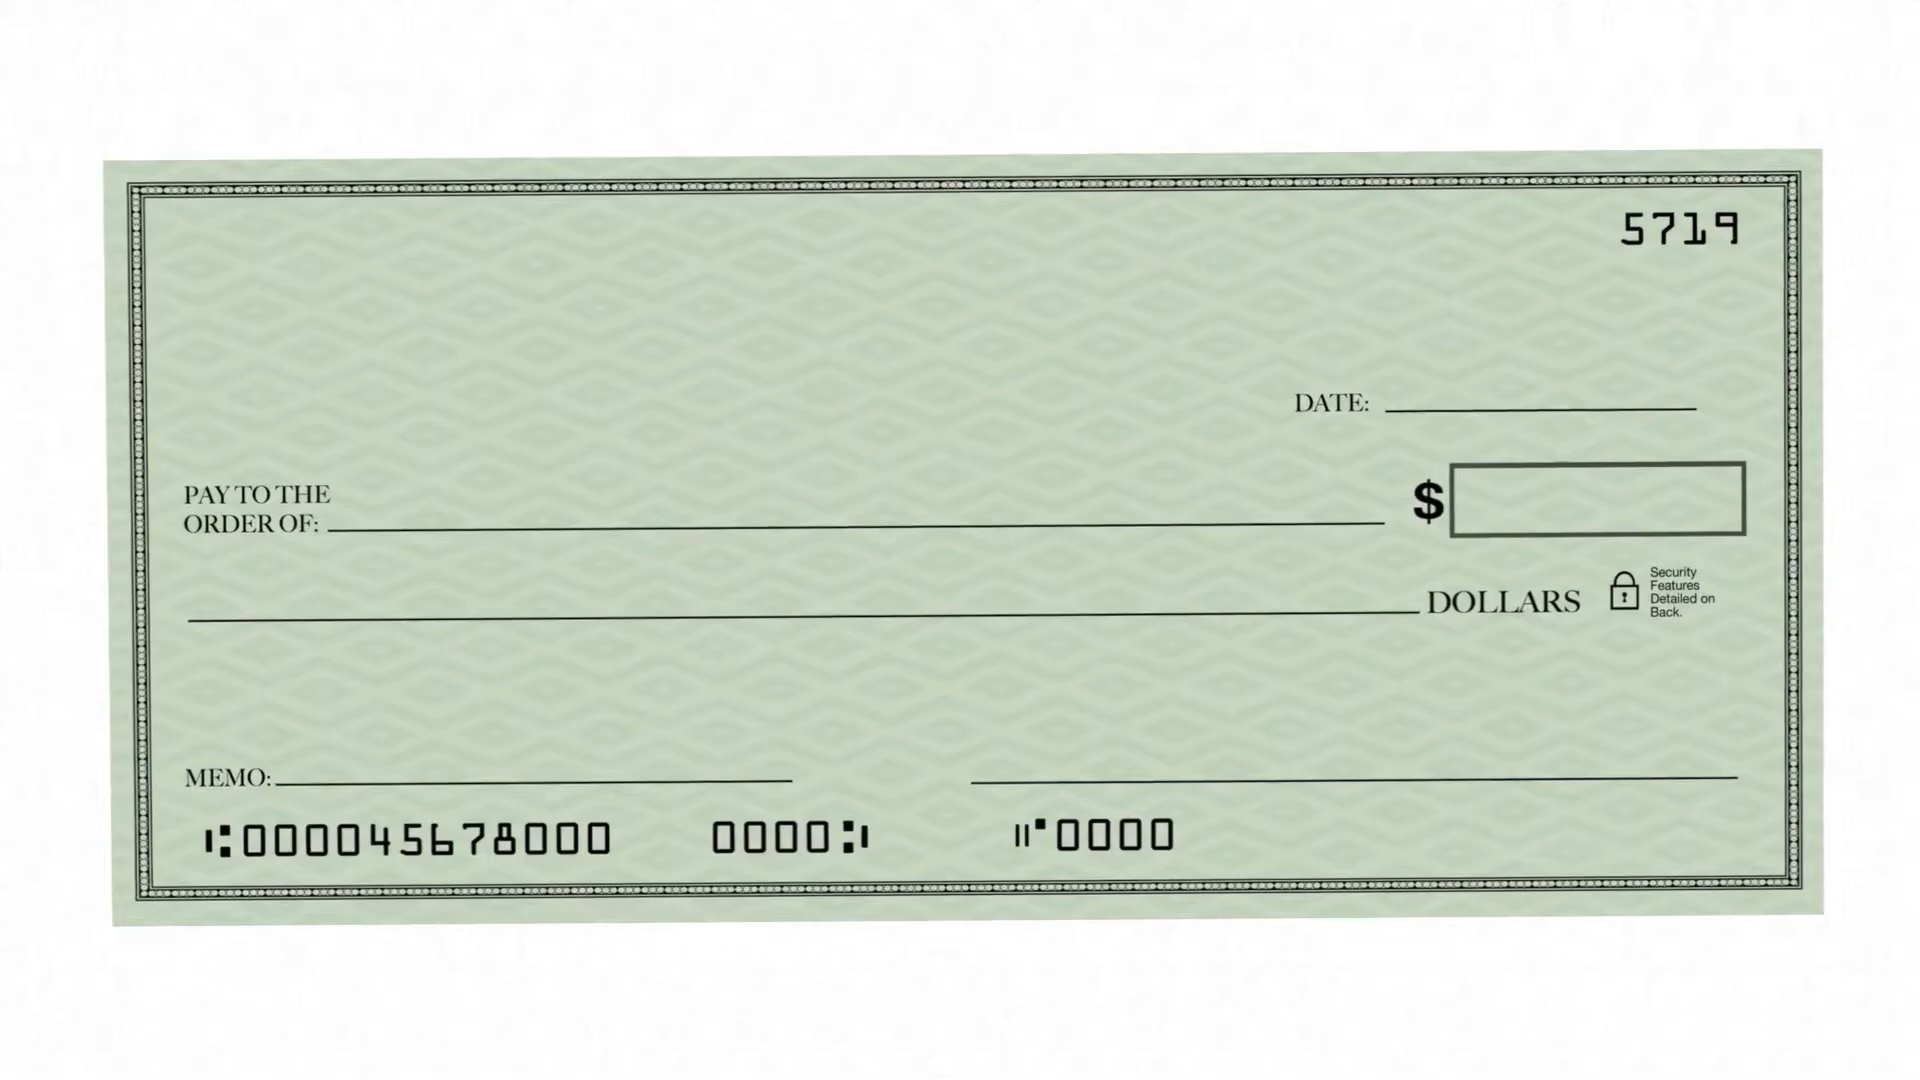 5719
DATE:
PAY TO THE
ORDER OF:
$
DOLLARS
Security
Features
Detailed on
Back.
MEMO:
⑆000045678000 0000⑆ ⑈0000